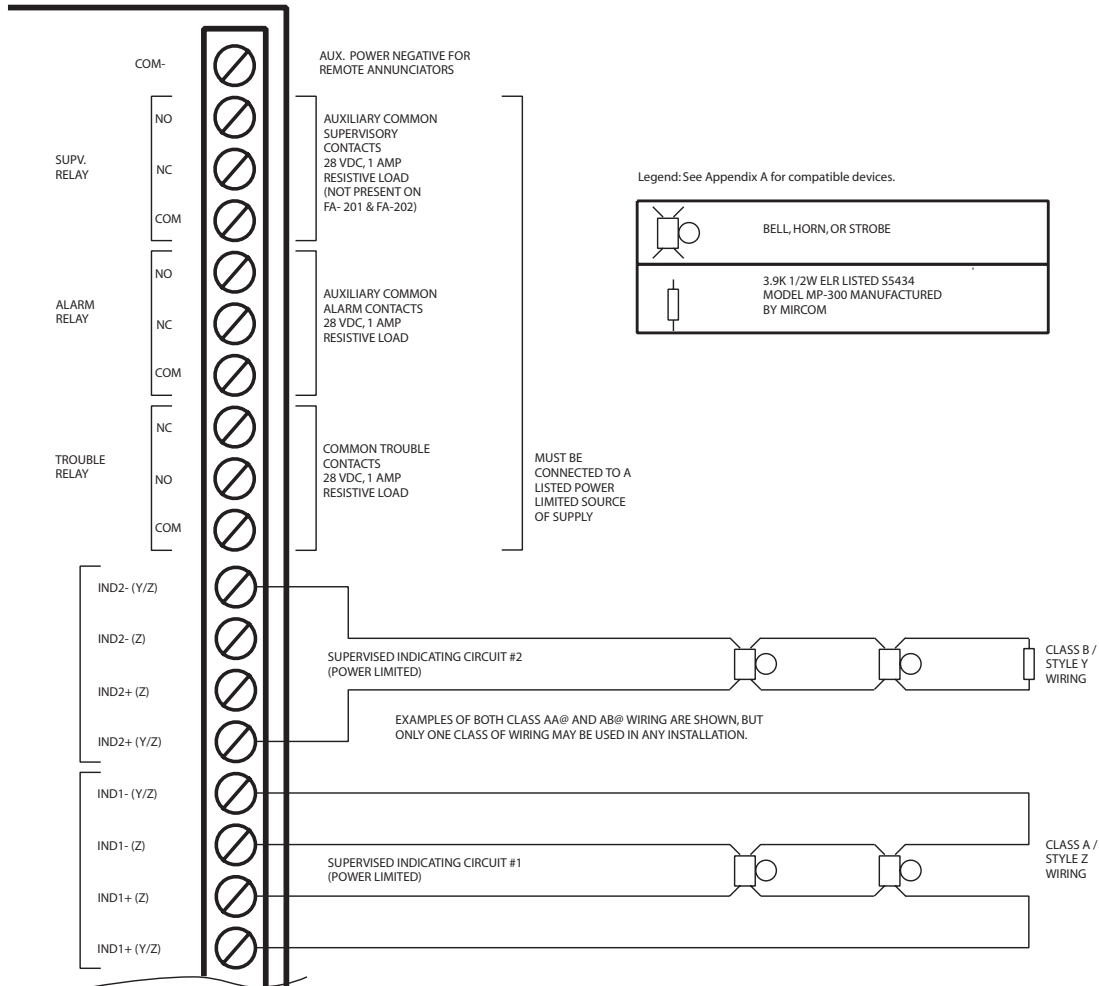 COM-
AUX. POWER NEGATIVE FOR
REMOTE ANNUNCIATORS
SUPV.
RELAY
NO
NC
COM
AUXILIARY COMMON
SUPERVISORY
CONTACTS
28 VDC, 1 AMP
RESISTIVE LOAD
(NOT PRESENT ON
FA- 201 & FA-202)
ALARM
RELAY
NO
NC
COM
AUXILIARY COMMON
ALARM CONTACTS
28 VDC, 1 AMP
RESISTIVE LOAD
TROUBLE
RELAY
NC
NO
COM
COMMON TROUBLE
CONTACTS
28 VDC, 1 AMP
RESISTIVE LOAD
MUST BE
CONNECTED TO A
LISTED POWER
LIMITED SOURCE
OF SUPPLY
Legend: See Appendix A for compatible devices.
BELL, HORN, OR STROBE
3.9K 1/2W ELR LISTED S5434
MODEL MP-300 MANUFACTURED
BY MIRCOM
IND2- (Y/Z)
IND2- (Z)
IND2+ (Z)
IND2+ (Y/Z)
SUPERVISED INDICATING CIRCUIT #2
(POWER LIMITED)
CLASS B /
STYLE Y
WIRING
EXAMPLES OF BOTH CLASS AA@ AND AB@ WIRING ARE SHOWN, BUT
ONLY ONE CLASS OF WIRING MAY BE USED IN ANY INSTALLATION.
IND1- (Y/Z)
IND1- (Z)
IND1+ (Z)
IND1+ (Y/Z)
SUPERVISED INDICATING CIRCUIT #1
(POWER LIMITED)
CLASS A /
STYLE Z
WIRING